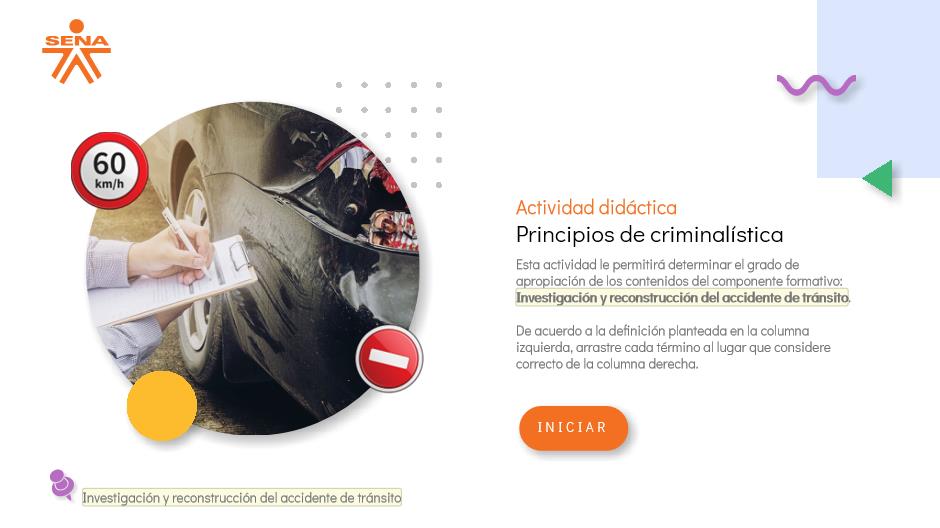 SENA
60
km/h
Actividad didáctica
Principios de criminalística
Esta actividad le permitirá determinar el grado de
apropiación de los contenidos del componente formativo:
Investigación y reconstrucción del accidente de tránsito.
De acuerdo a la definición planteada en la columna
izquierda, arrastre cada término al lugar que considere
correcto de la columna derecha.
INICIAR
Investigación y reconstrucción del accidente de tránsito